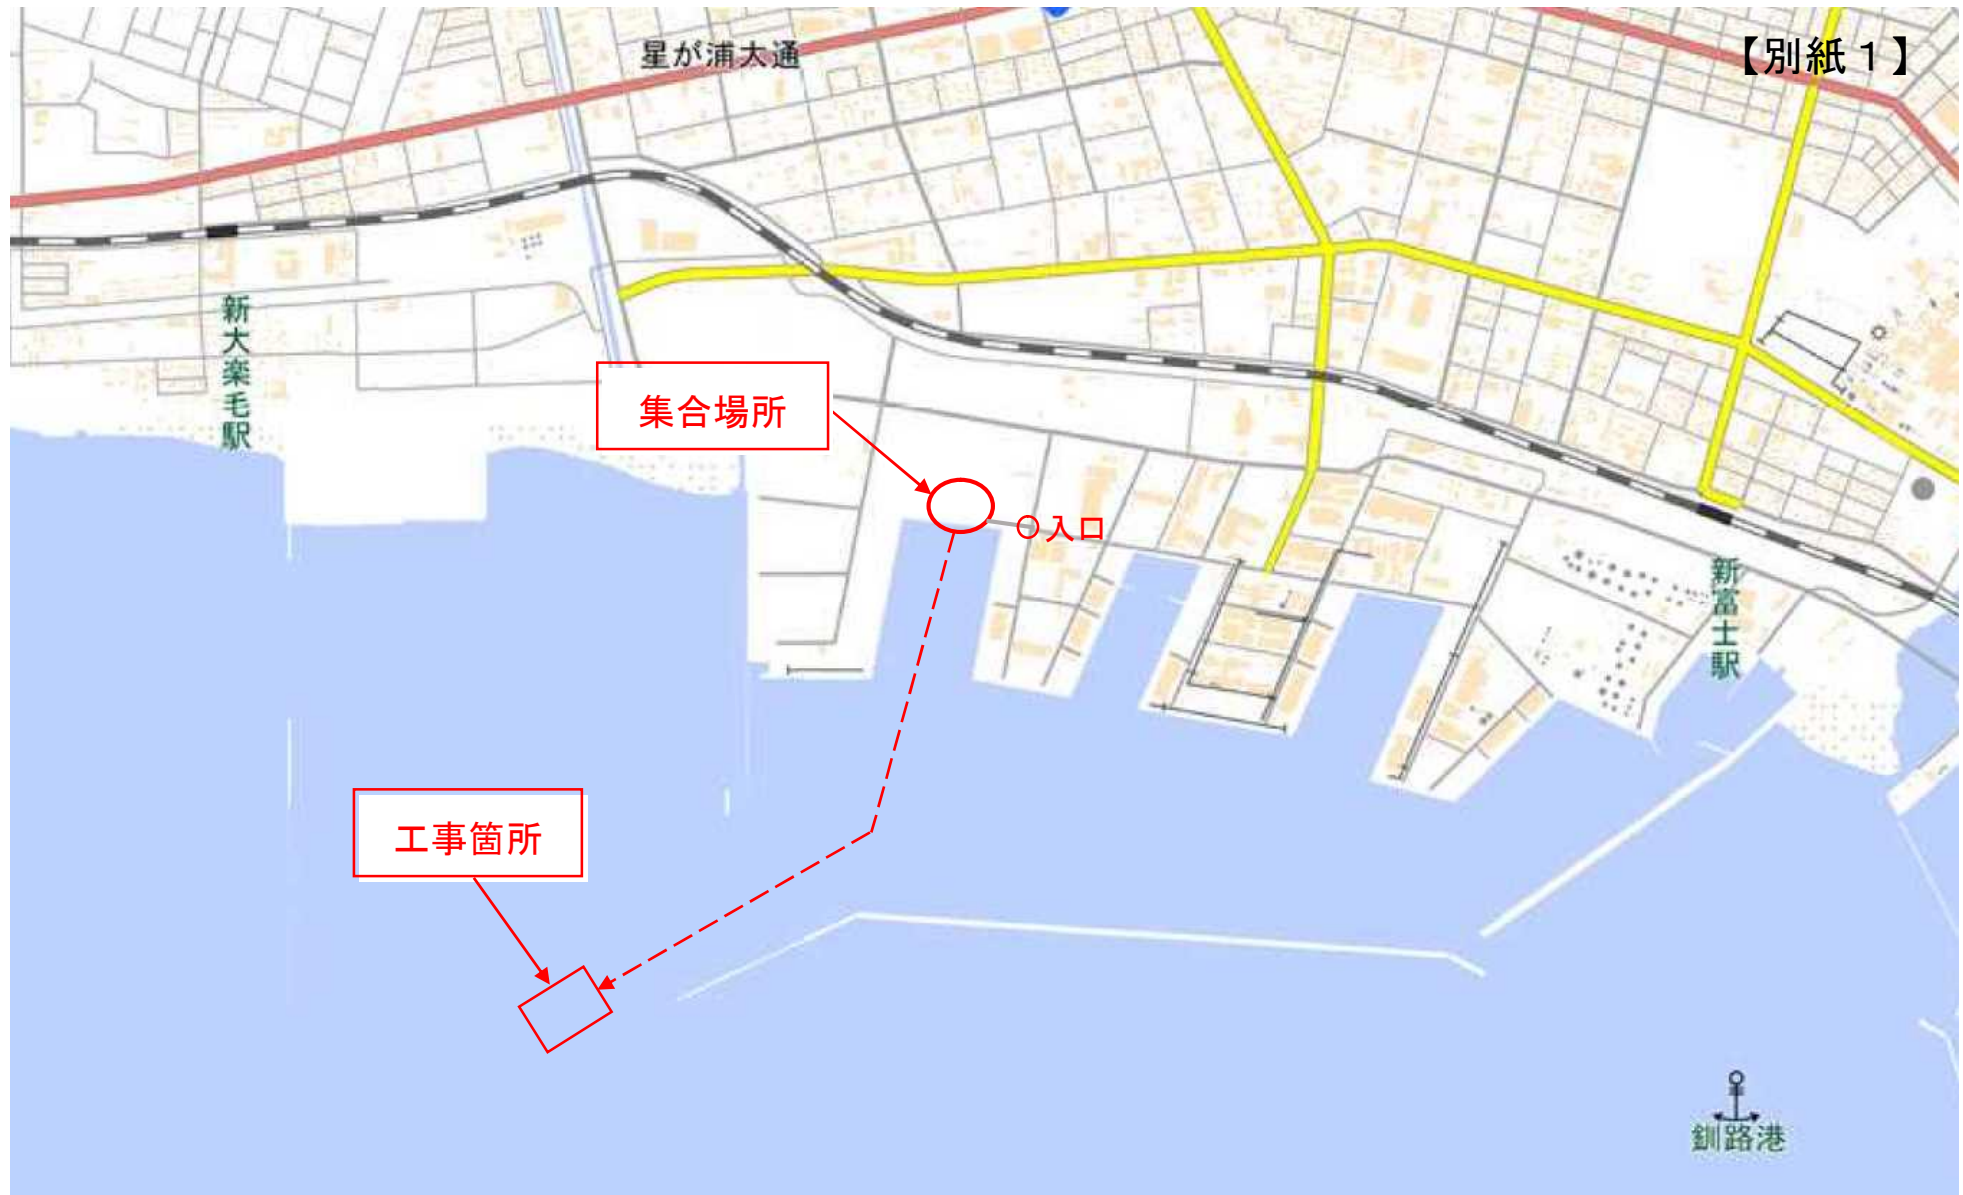 星が浦大通
【別紙１】
新大楽毛駅
集合場所
〇入口
新富士駅
工事箇所
釧路港